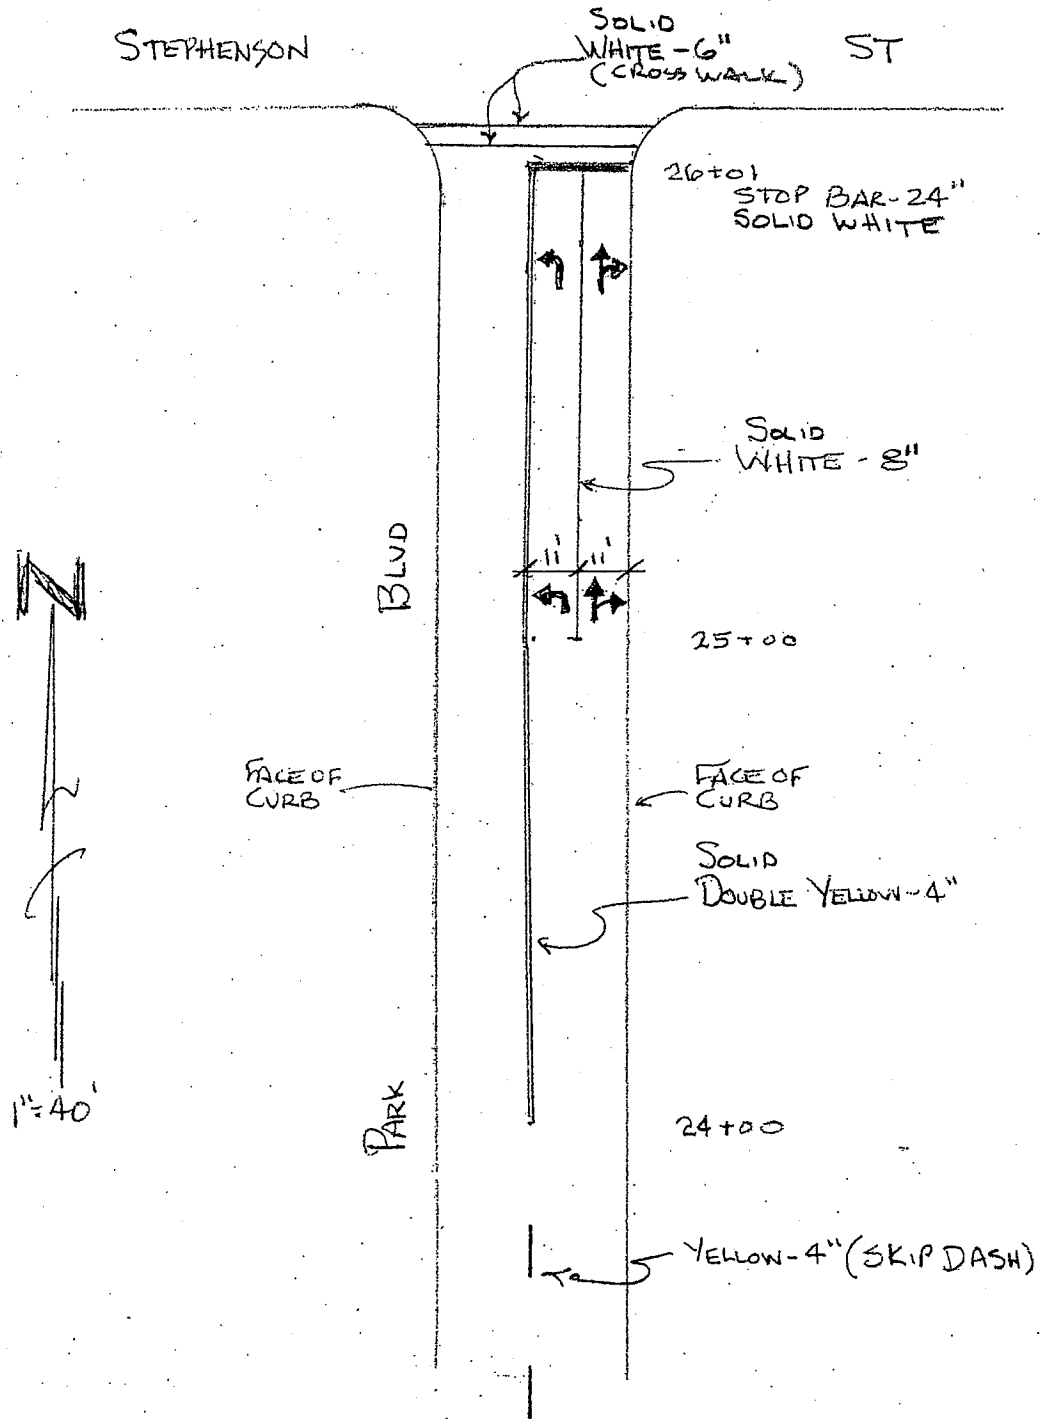 STEPHENSON
SOLID
WHITE-6"
(CROSS WALK)
ST
26+01
STOP BAR-24"
SOLID WHITE
SOLID
WHITE - 8"
BLVD
11' 11'
N
25+00
FACE OF
CURB
FACE OF
CURB
SOLID
DOUBLE YELLOW-4"
1"=40'
PARK
24+00
YELLOW-4" (SKIP DASH)